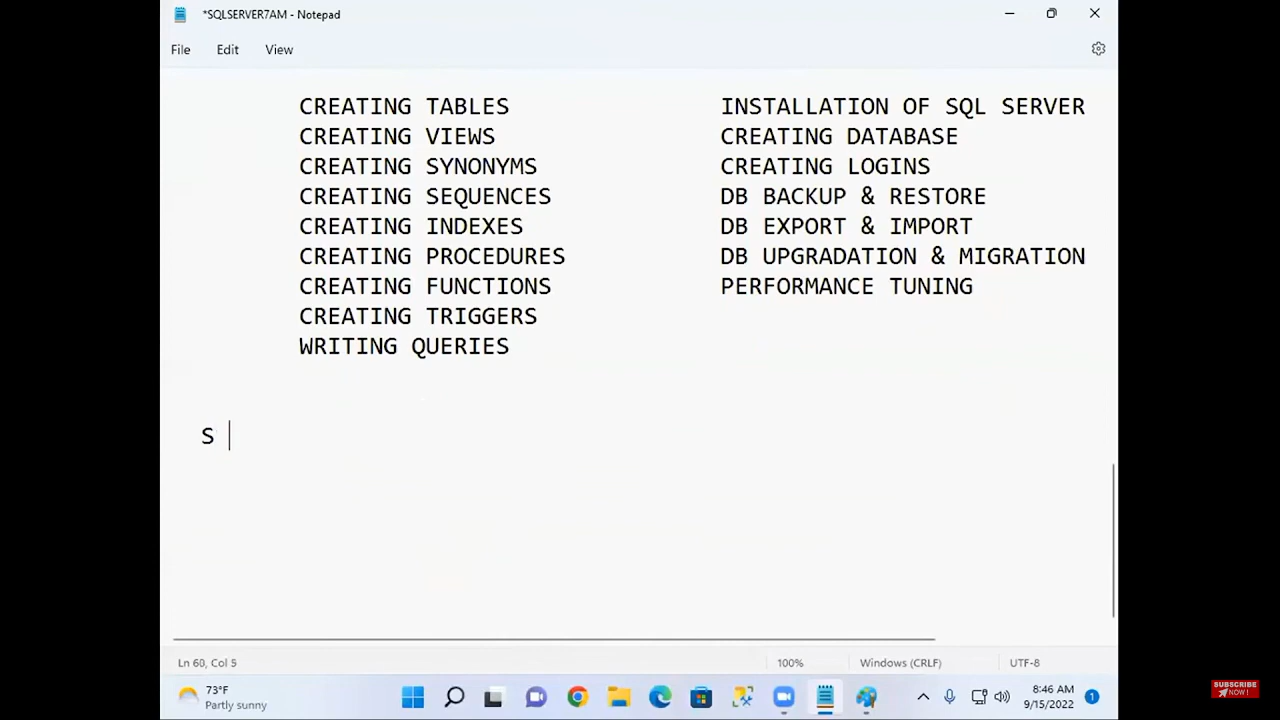 *SQLSERVER7AM - Notepad
File Edit View
CREATING TABLES INSTALLATION OF SQL SERVER
CREATING VIEWS CREATING DATABASE
CREATING SYNONYMS CREATING LOGINS
CREATING SEQUENCES DB BACKUP & RESTORE
CREATING INDEXES DB EXPORT & IMPORT
CREATING PROCEDURES DB UPGRADATION & MIGRATION
CREATING FUNCTIONS PERFORMANCE TUNING
CREATING TRIGGERS
WRITING QUERIES
S
Ln 60, Col 5 100% Windows (CRLF) UTF-8
73°F 8:46 AM
Partly sunny 9/15/2022 1
SUBSCRIBE
NOW!